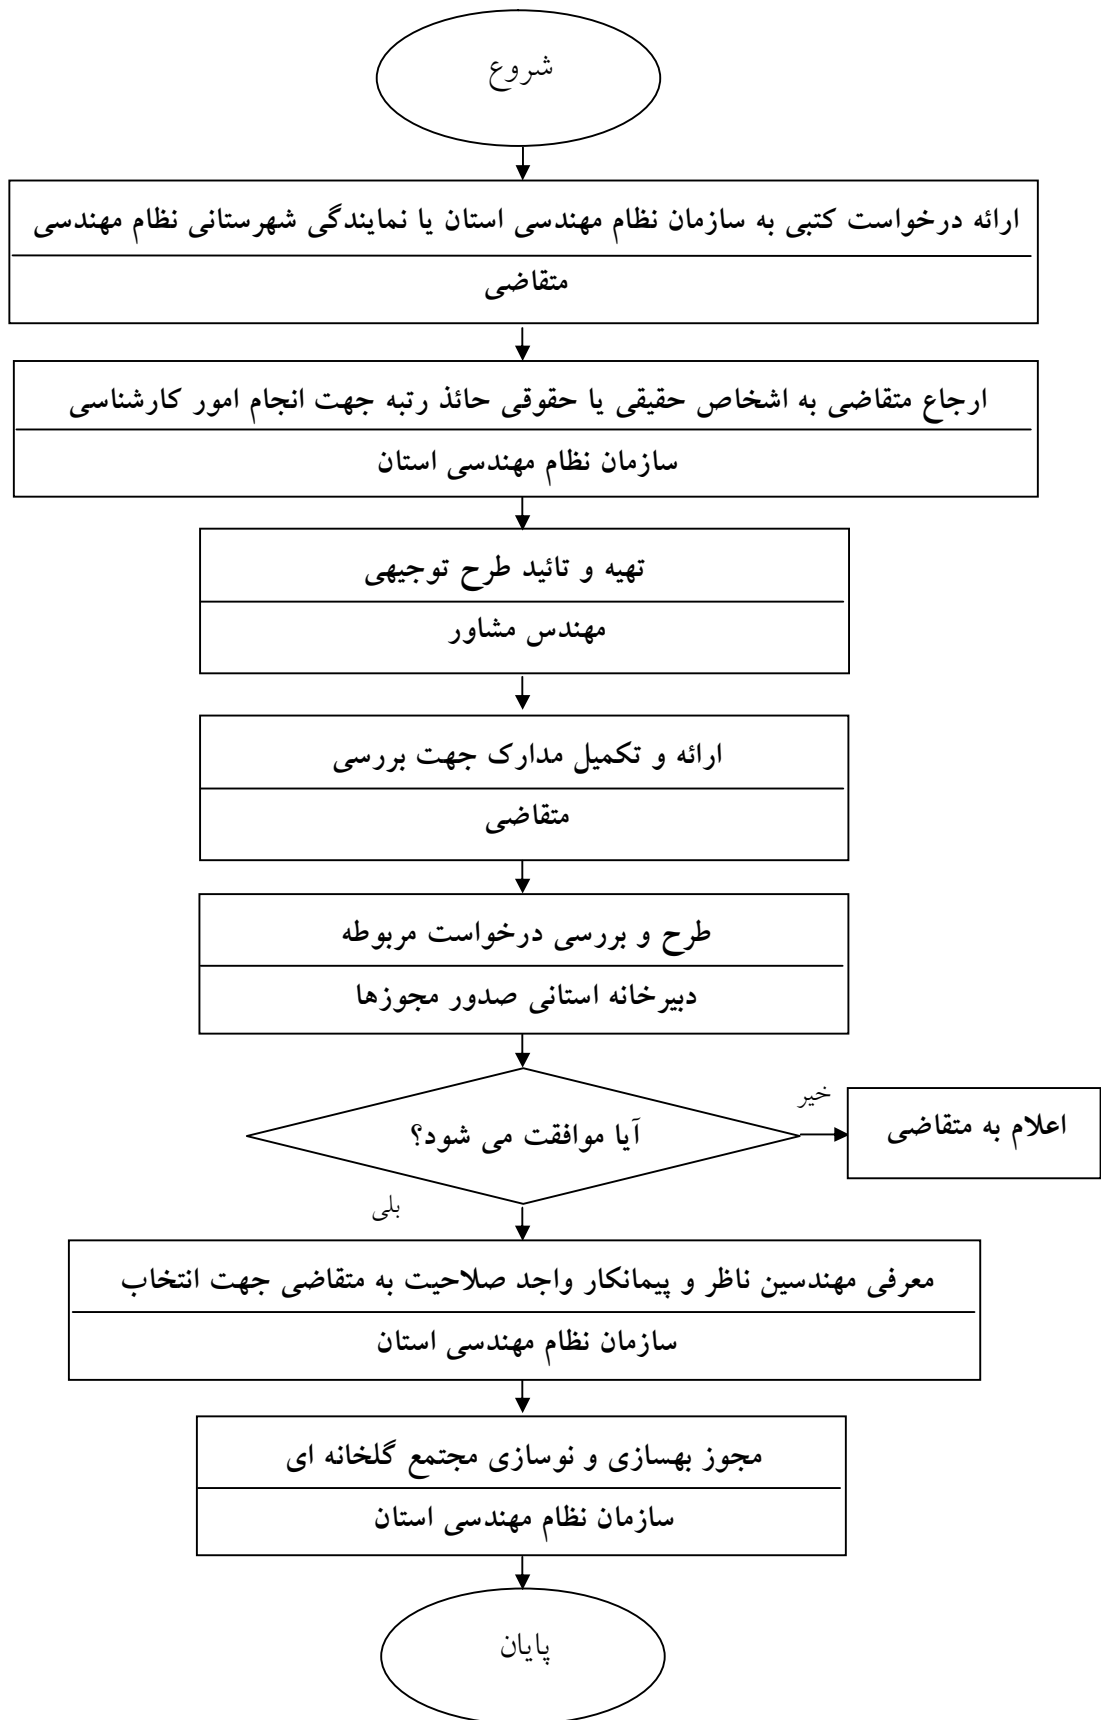 شروع
ارائه درخواست کتبی به سازمان نظام مهندسی استان یا نمایندگی شهرستانی نظام مهندسی
متقاضی
ارجاع متقاضی به اشخاص حقیقی یا حقوقی حائذ رتبه جهت انجام امور کارشناسی
سازمان نظام مهندسی استان
تهیه و تائید طرح توجیهی
مهندس مشاور
ارائه و تکمیل مدارک جهت بررسی
متقاضی
طرح و بررسی درخواست مربوطه
دبیرخانه استانی صدور مجوزها
آیا موافقت می شود؟
خیر
اعلام به متقاضی
بلی
معرفی مهندسین ناظر و پیمانکار واجد صلاحیت به متقاضی جهت انتخاب
سازمان نظام مهندسی استان
مجوز بهسازی و نوسازی مجتمع گلخانه ای
سازمان نظام مهندسی استان
پایان